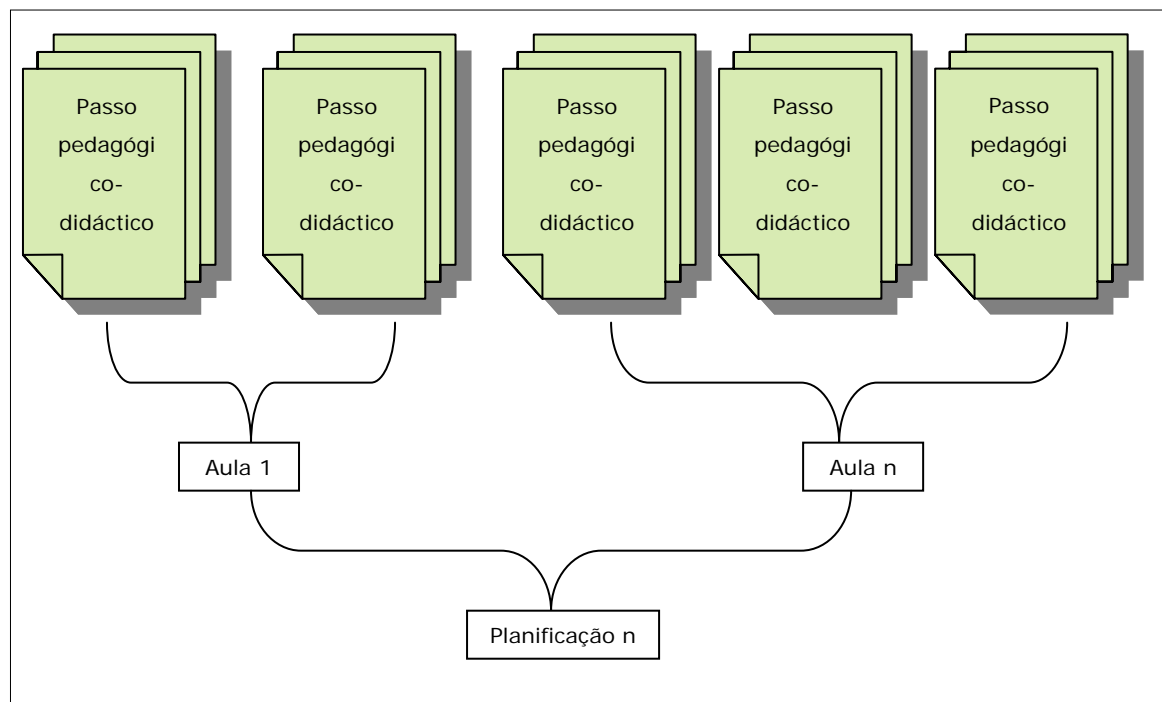 Passo
pedagógi
co-
didáctico
Passo
pedagógi
co-
didáctico
Passo
pedagógi
co-
didáctico
Passo
pedagógi
co-
didáctico
Passo
pedagógi
co-
didáctico
Aula 1
Aula n
Planificação n